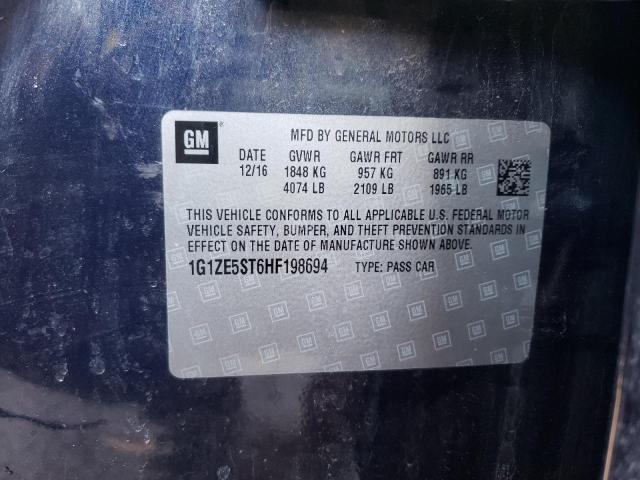 GM ®
MFD BY GENERAL MOTORS LLC
DATE GVWR GAWR FRT GAWR RR
12/16 1848 KG 957 KG 891 KG
4074 LB 2109 LB 1965 LB
THIS VEHICLE CONFORMS TO ALL APPLICABLE U.S. FEDERAL MOTOR
VEHICLE SAFETY, BUMPER, AND THEFT PREVENTION STANDARDS IN
EFFECT ON THE DATE OF MANUFACTURE SHOWN ABOVE.
1G1ZE5ST6HF198694 TYPE: PASS CAR